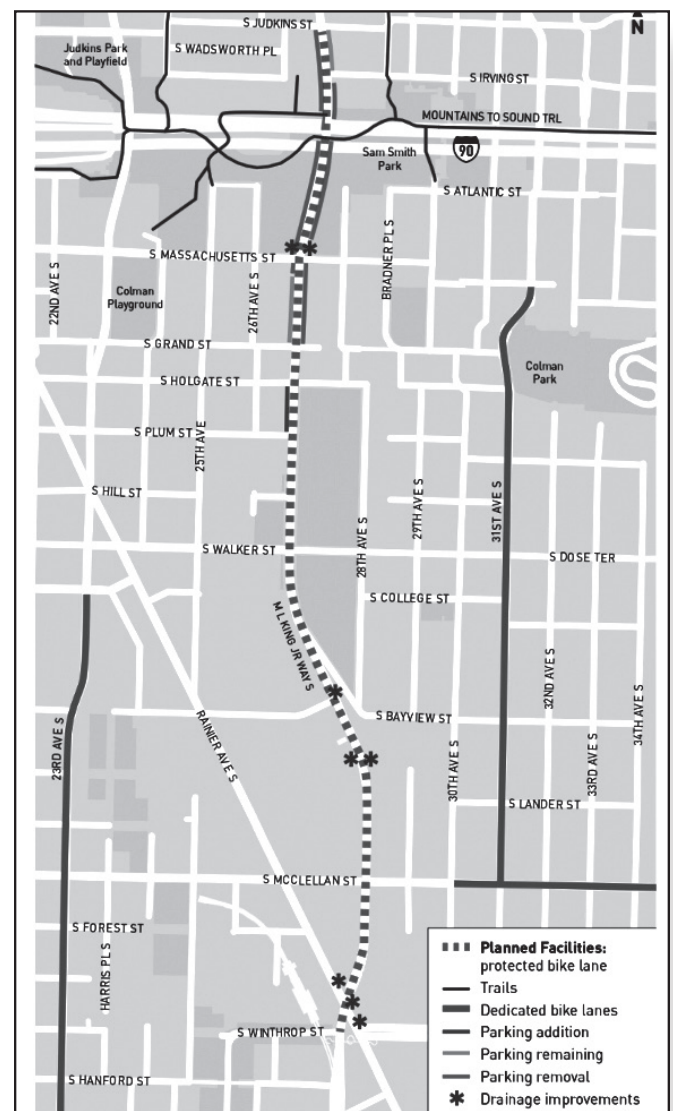 N
S JUDKINS ST
Judkins Park
and Playfield
S WADSWORTH PL
S IRVING ST
MOUNTAINS TO SOUND TRL
90
Sam Smith
Park
S ATLANTIC ST
BRADNER PL S
S MASSACHUSETTS ST
22ND AVE S
Colman
Playground
26TH AVE S
S GRAND ST
Colman
Park
S HOLGATE ST
S PLUM ST
25TH AVE
S HILL ST
29TH AVE S
31ST AVE S
28TH AVE S
S WALKER ST
S DOSE TER
S COLLEGE ST
M L KING JR WAY S
32ND AVE S
34TH AVE S
S BAYVIEW ST
23RD AVE S
RAINIER AVE S
30TH AVE S
33RD AVE S
S LANDER ST
S MCCLELLAN ST
S FOREST ST
HARRIS PL S
S WINTHROP ST
S HANFORD ST
Planned Facilities:
protected bike lane
Trails
Dedicated bike lanes
Parking addition
Parking remaining
Parking removal
Drainage improvements